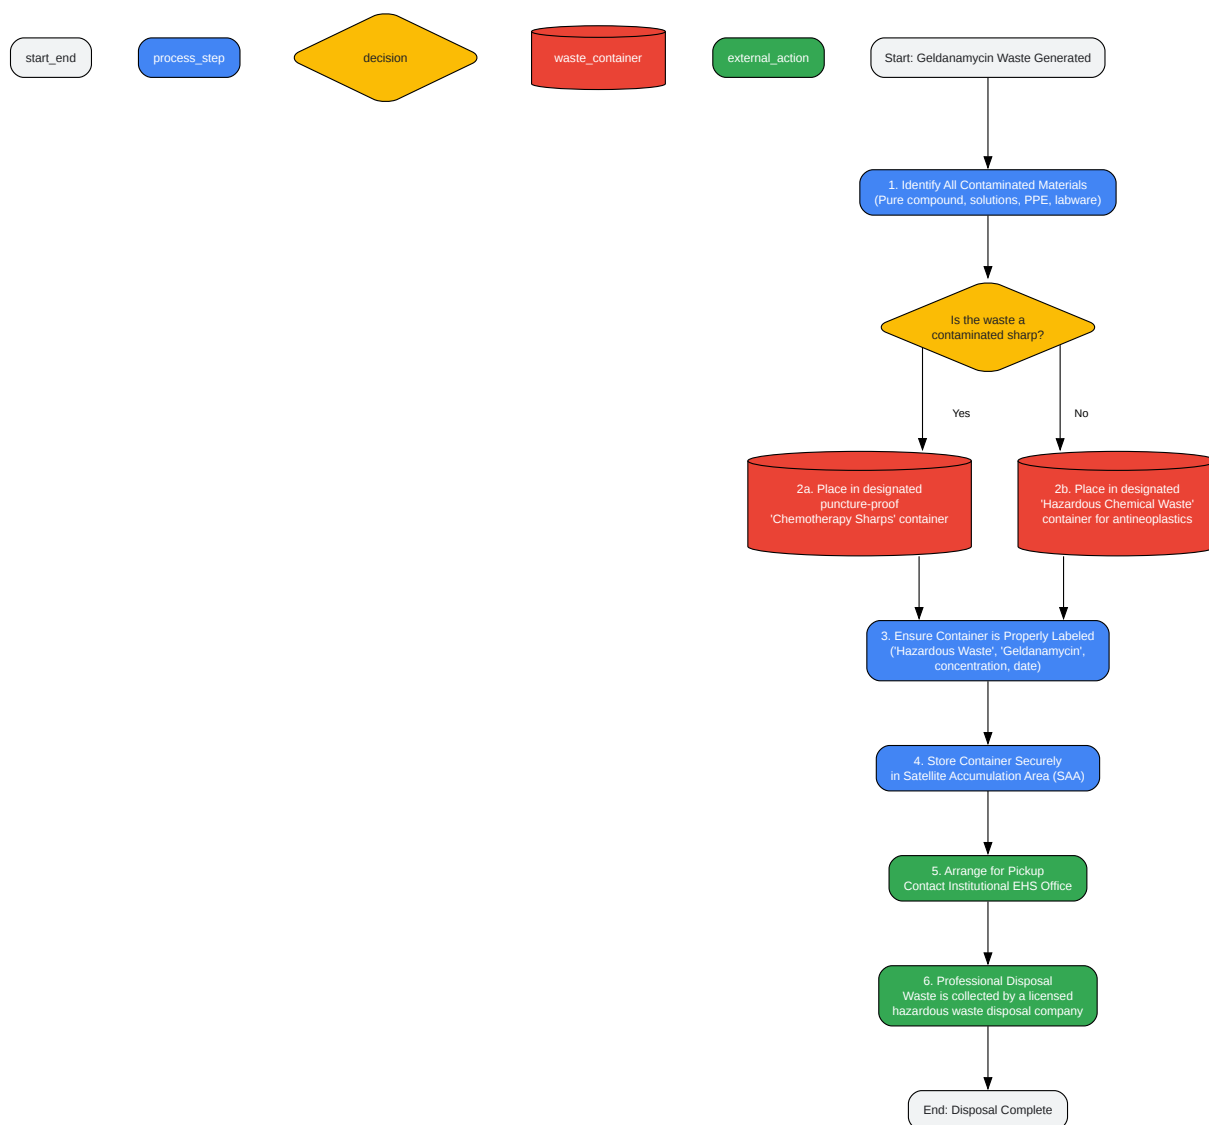 start_end
process_step
decision
waste_container
external_action
Start: Geldanamycin Waste Generated
1. Identify All Contaminated Materials
(Pure compound, solutions, PPE, labware)
Is the waste a
contaminated sharp?
Yes
No
2a. Place in designated
puncture-proof
'Chemotherapy Sharps' container
2b. Place in designated
'Hazardous Chemical Waste'
container for antineoplastics
3. Ensure Container is Properly Labeled
('Hazardous Waste', 'Geldanamycin',
concentration, date)
4. Store Container Securely
in Satellite Accumulation Area (SAA)
5. Arrange for Pickup
Contact Institutional EHS Office
6. Professional Disposal
Waste is collected by a licensed
hazardous waste disposal company
End: Disposal Complete